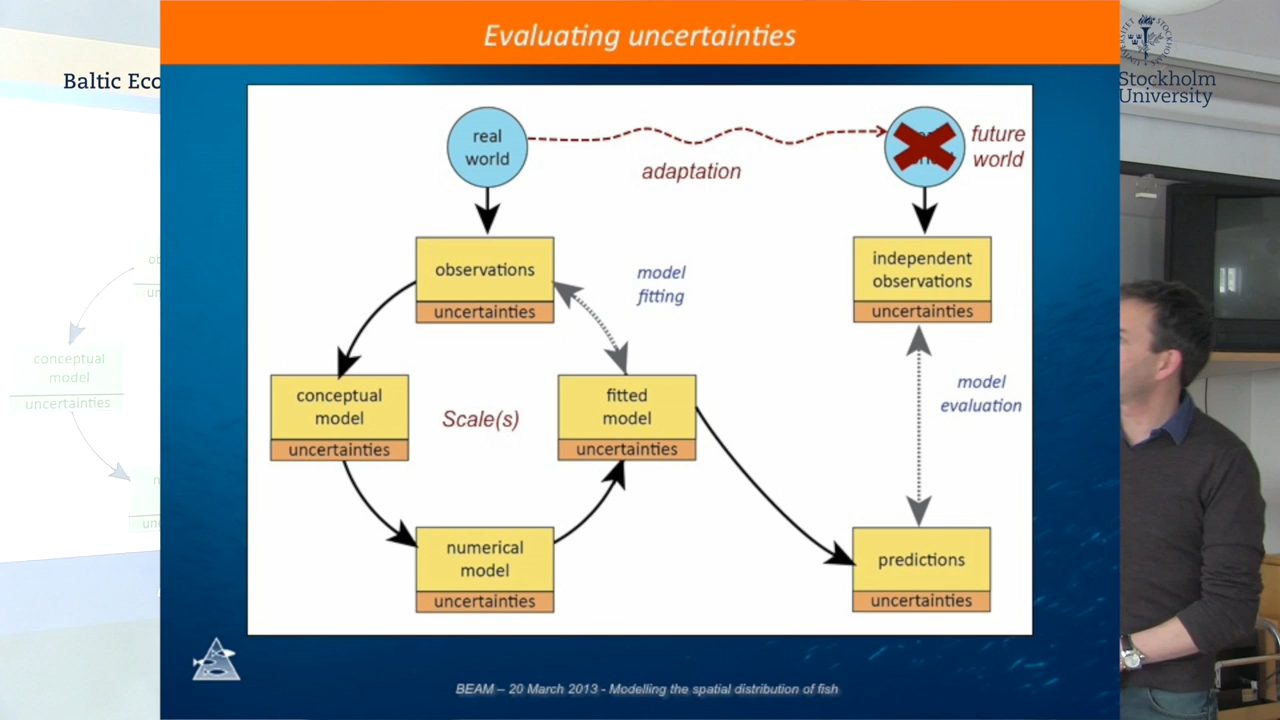 Evaluating uncertainties
Baltic Eco
Stockholm
University
real
world
future
world
adaptation
observations
uncertainties
model
fitting
independent
observations
uncertainties
conceptual
model
uncertainties
Scale(s)
fitted
model
uncertainties
model
evaluation
numerical
model
uncertainties
predictions
uncertainties
conceptual
model
uncertainties
BEAM – 20 March 2013 - Modelling the spatial distribution of fish